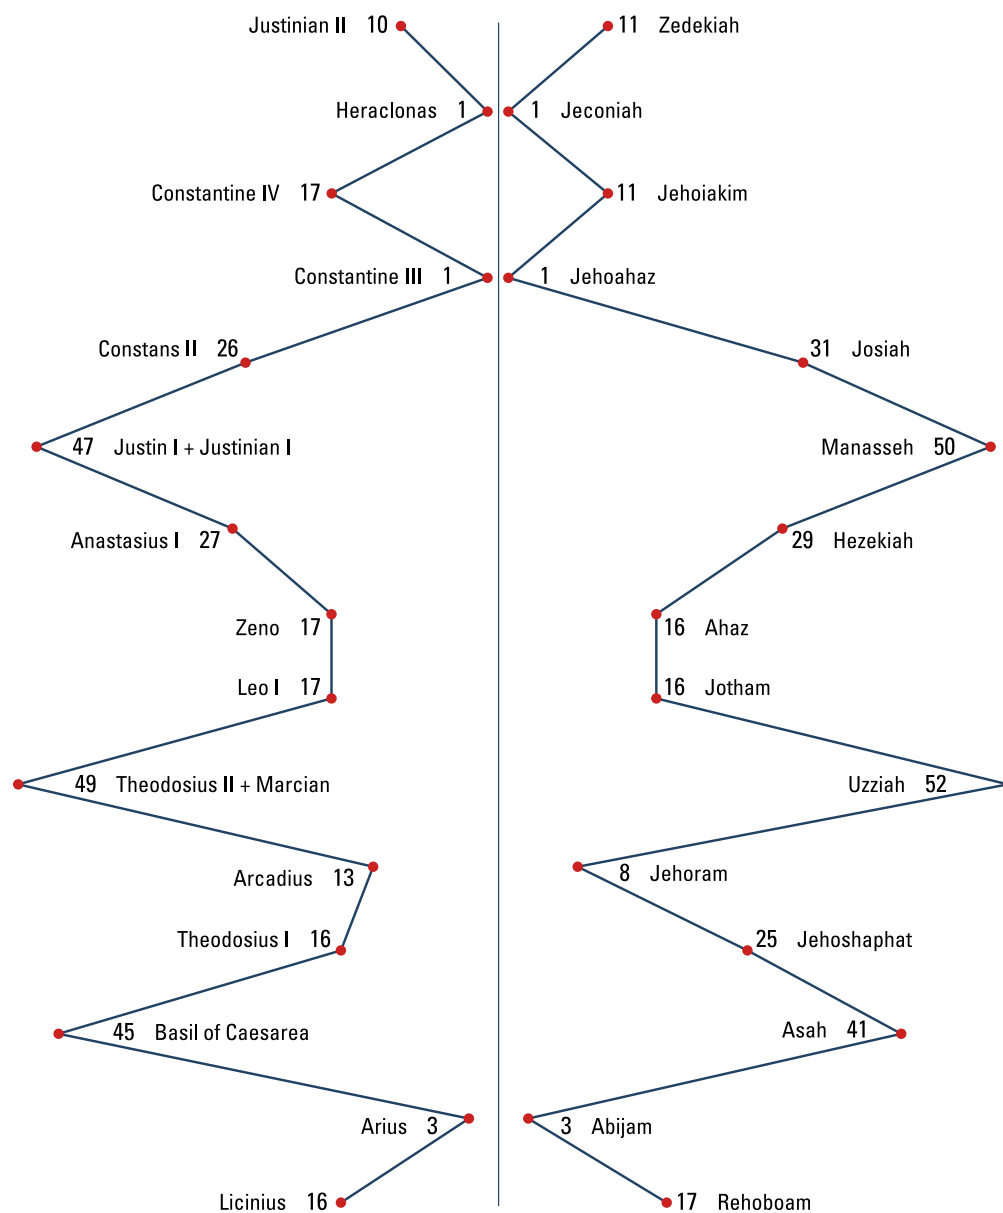 Justinian II 10 11 Zedekiah
Heraclonas 1 1 Jeconiah
Constantine IV 17 11 Jehoiakim
Constantine III 1 1 Jehoahaz
Constans II 26 31 Josiah
47 Justin I + Justinian I Manasseh 50
Anastasius I 27 29 Hezekiah
Zeno 17 16 Ahaz
Leo I 17 16 Jotham
49 Theodosius II + Marcian Uzziah 52
Arcadius 13 8 Jehoram
Theodosius I 16 25 Jehoshaphat
45 Basil of Caesarea Asah 41
Arius 3 3 Abijam
Licinius 16 17 Rehoboam